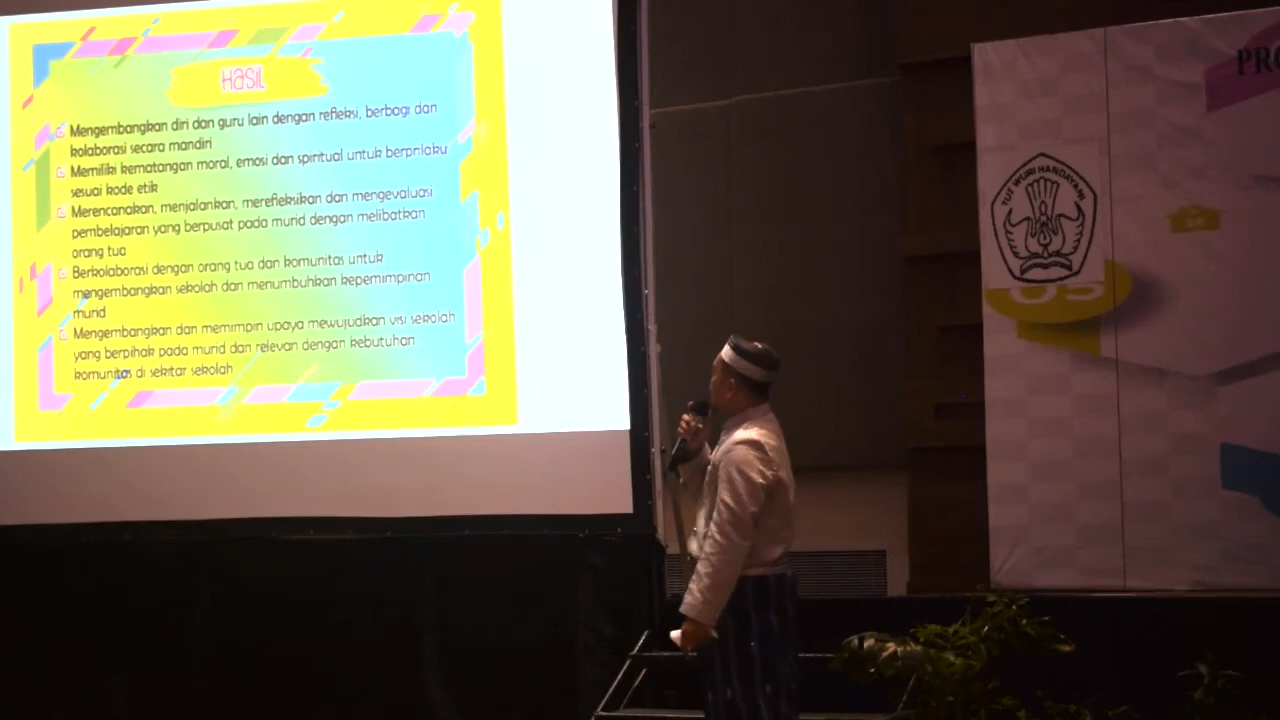 Hasil
Mengembangkan diri dan guru lain dengan refleksi, berbagi dan
kolaborasi secara mandiri
Memiliki kematangan moral, emosi dan spiritual untuk berprilaku
sesuai kode etik
Merencanakan, menjalankan, merefleksikan dan mengevaluasi
pembelajaran yang berpusat pada murid dengan melibatkan
orang tua
Berkolaborasi dengan orang tua dan komunitas untuk
mengembangkan sekolah dan menumbuhkan kepemimpinan
murid
Mengembangkan dan memimpin upaya mewujudkan visi sekolah
yang berpihak pada murid dan relevan dengan kebutuhan
komunitas di sekitar sekolah
TUT WURI HANDAYANI